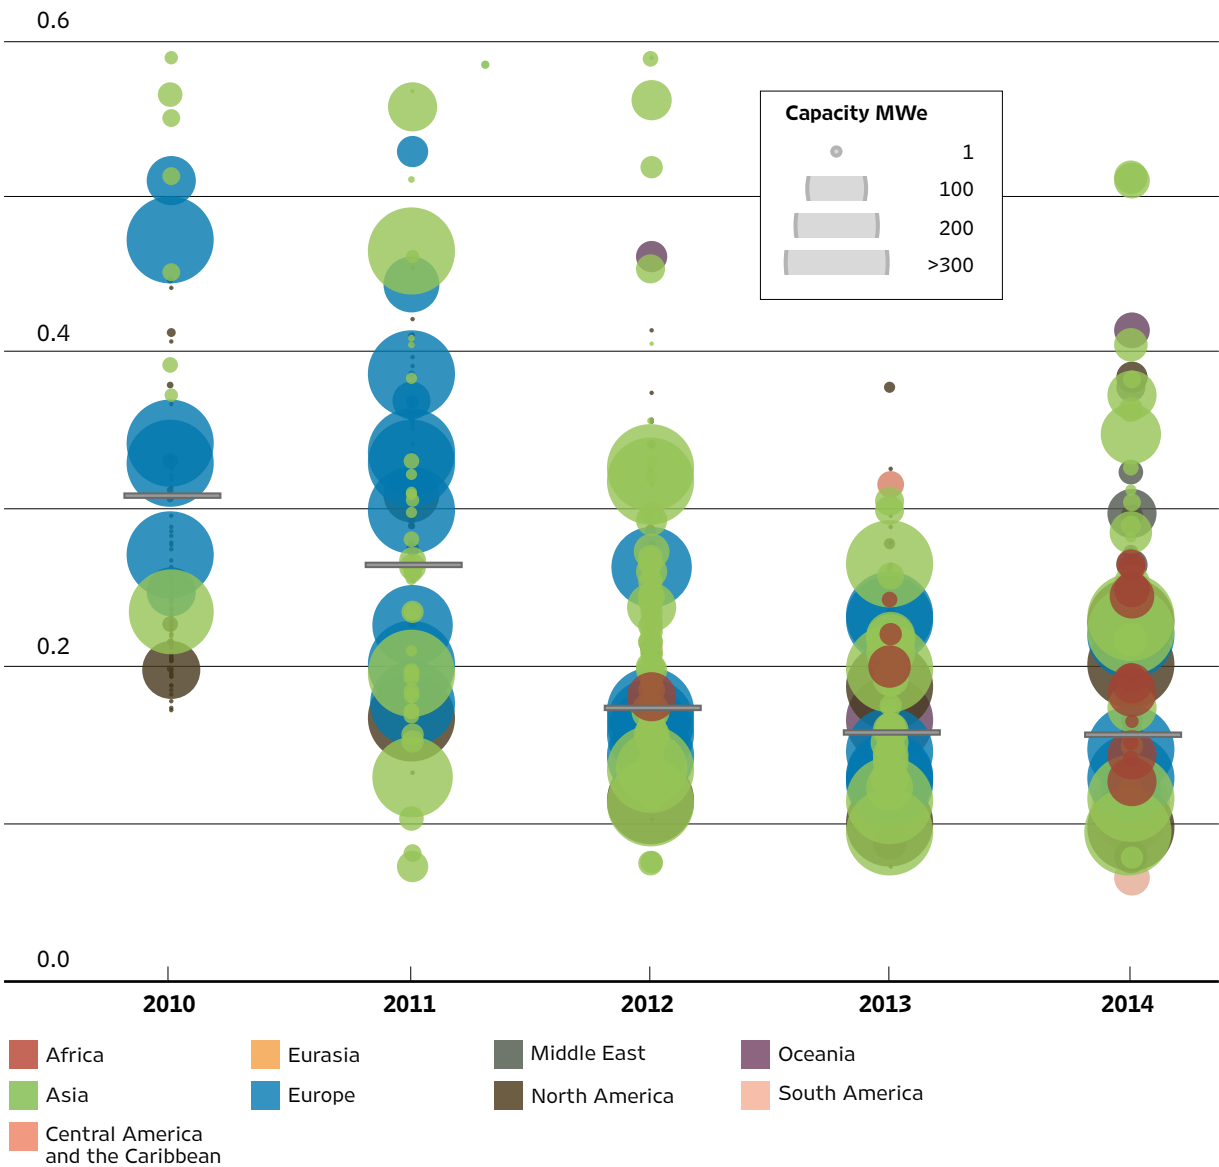 0.6
Capacity MWe
1
100
200
>300
0.4
0.2
0.0
2010 2011 2012 2013 2014
Africa Eurasia Middle East Oceania
Asia Europe North America South America
Central America
and the Caribbean